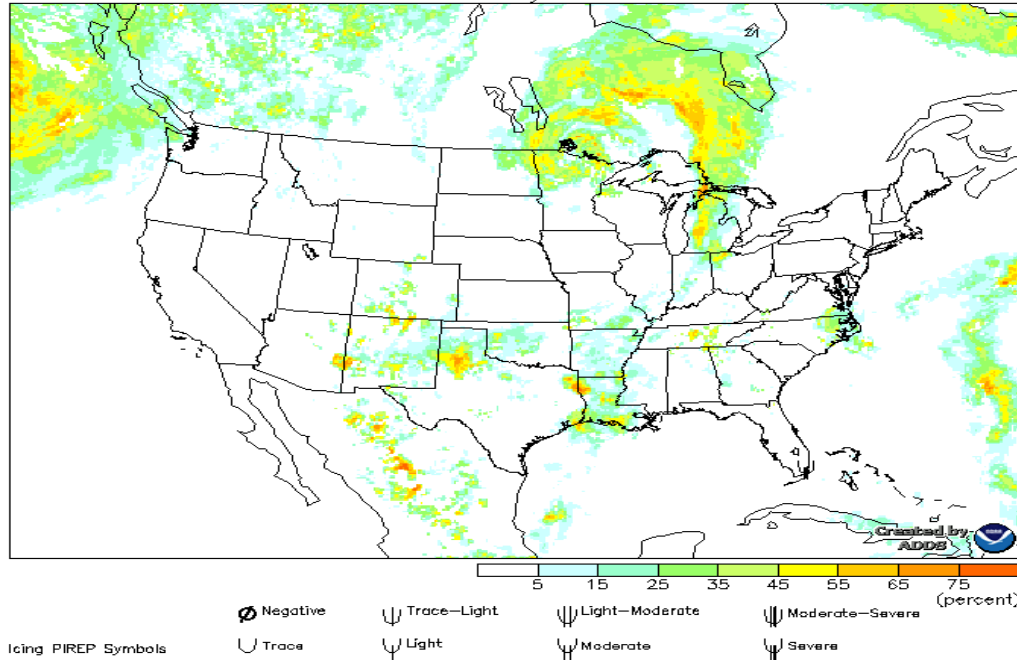 Created by
ADDS
5 15 25 35 45 55 65 75
(percent)
Negative Trace-Light Light-Moderate Moderate-Severe
Icing PIREP Symbols Trace Light Moderate Severe